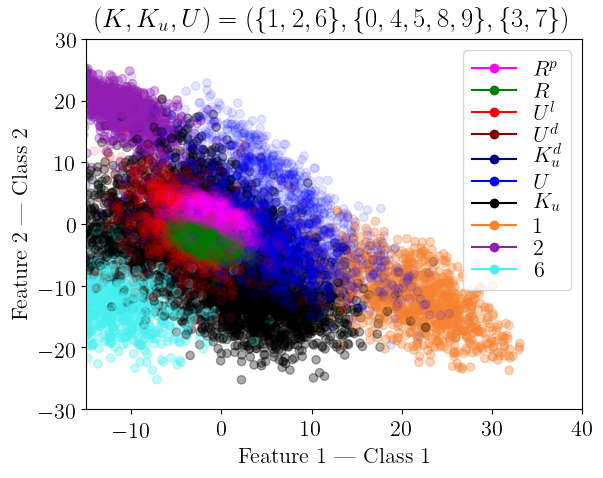 (K, K_u, U) = ({1, 2, 6}, {0, 4, 5, 8, 9}, {3, 7})
30
20
10
0
−10
−20
−30
Feature 2 — Class 2
R^p
R
U^l
U^d
K_u^d
U
K_u
1
2
6
−10
0
10
20
30
40
Feature 1 — Class 1